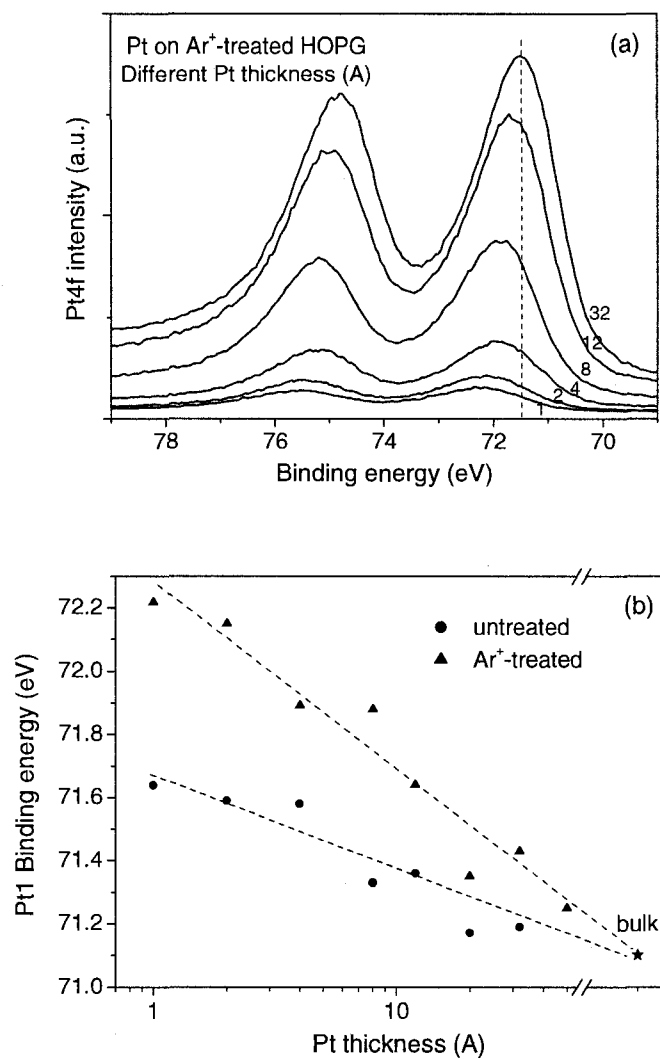 Pt on Ar⁺-treated HOPG
Different Pt thickness (A)
(a)
Pt4f intensity (a.u.)
32
12
8
4
2
1
78 76 74 72 70
Binding energy (eV)
(b)
untreated
Ar⁺-treated
Pt1 Binding energy (eV)
72.2
72.0
71.8
71.6
71.4
71.2
71.0
bulk
1 10
Pt thickness (A)